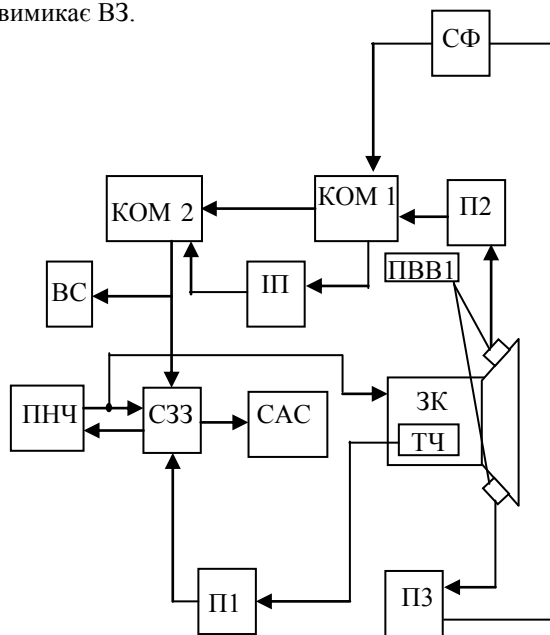 вимикає ВЗ.
СФ
КОМ 2
КОМ 1
П2
ВС
ІП
ПВВ1
ПНЧ
СЗЗ
САС
ЗК
ТЧ
П1
П3